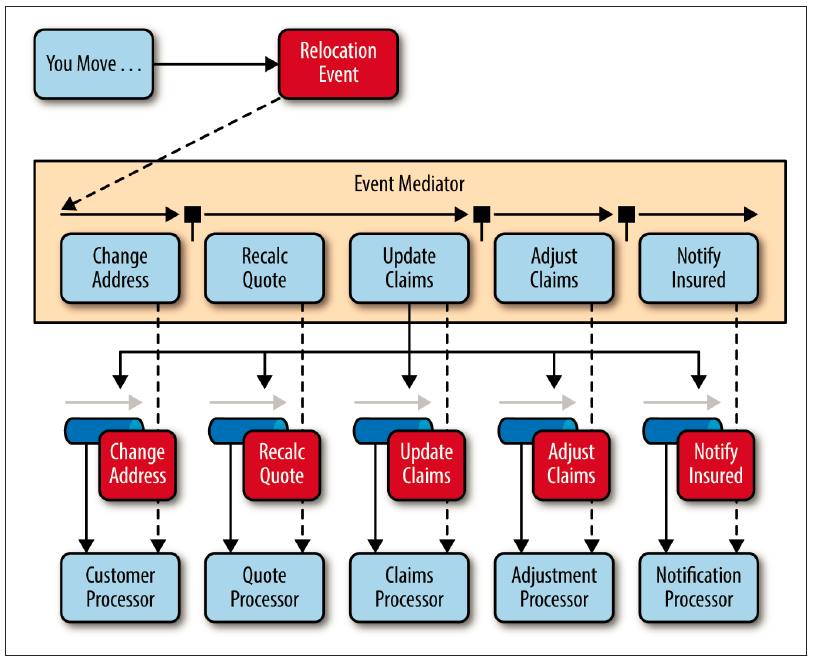 You Move . . .
Relocation
Event
Event Mediator
Change
Address
Recalc
Quote
Update
Claims
Adjust
Claims
Notify
Insured
Change
Address
Recalc
Quote
Update
Claims
Adjust
Claims
Notify
Insured
Customer
Processor
Quote
Processor
Claims
Processor
Adjustment
Processor
Notification
Processor